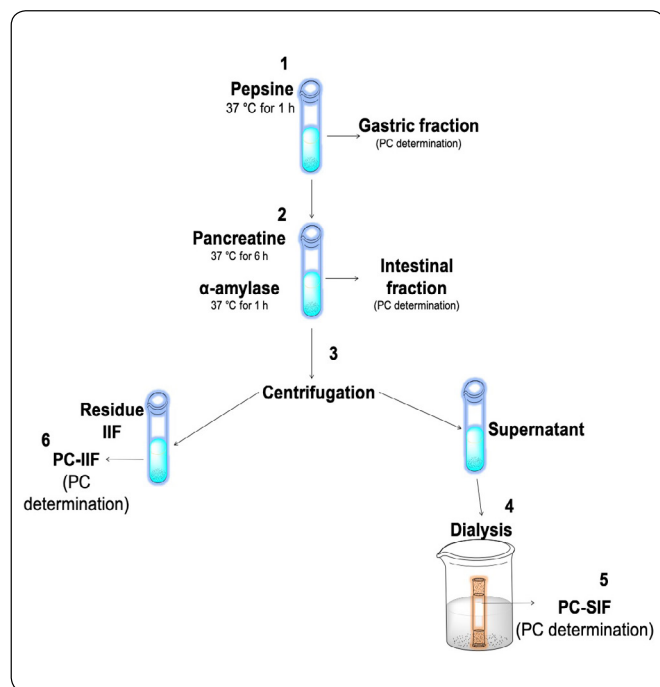 1
Pepsine
37 °C for 1 h
Gastric fraction
(PC determination)
2
Pancreatine
37 °C for 6 h
α-amylase
37 °C for 1 h
Intestinal
fraction
(PC determination)
3
Centrifugation
Residue
IIF
6
PC-IIF
(PC
determination)
Supernatant
4
Dialysis
5
PC-SIF
(PC determination)